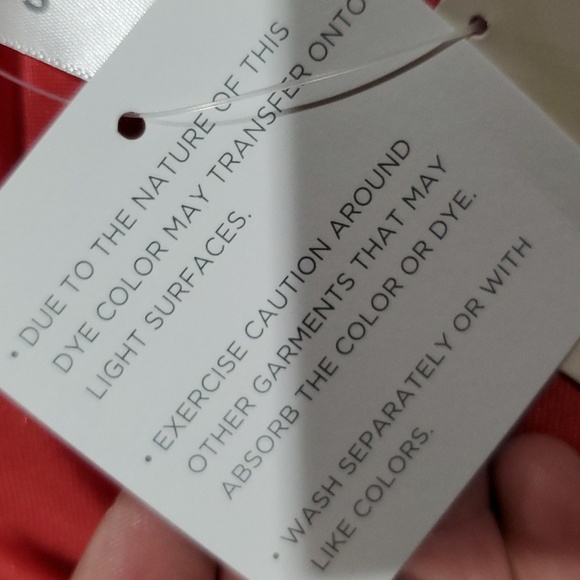 • DUE TO THE NATURE OF THIS
DYE COLOR MAY TRANSFER ONTO
LIGHT SURFACES.
• EXERCISE CAUTION AROUND
OTHER GARMENTS THAT MAY
ABSORB THE COLOR OR DYE.
• WASH SEPARATELY OR WITH
LIKE COLORS.